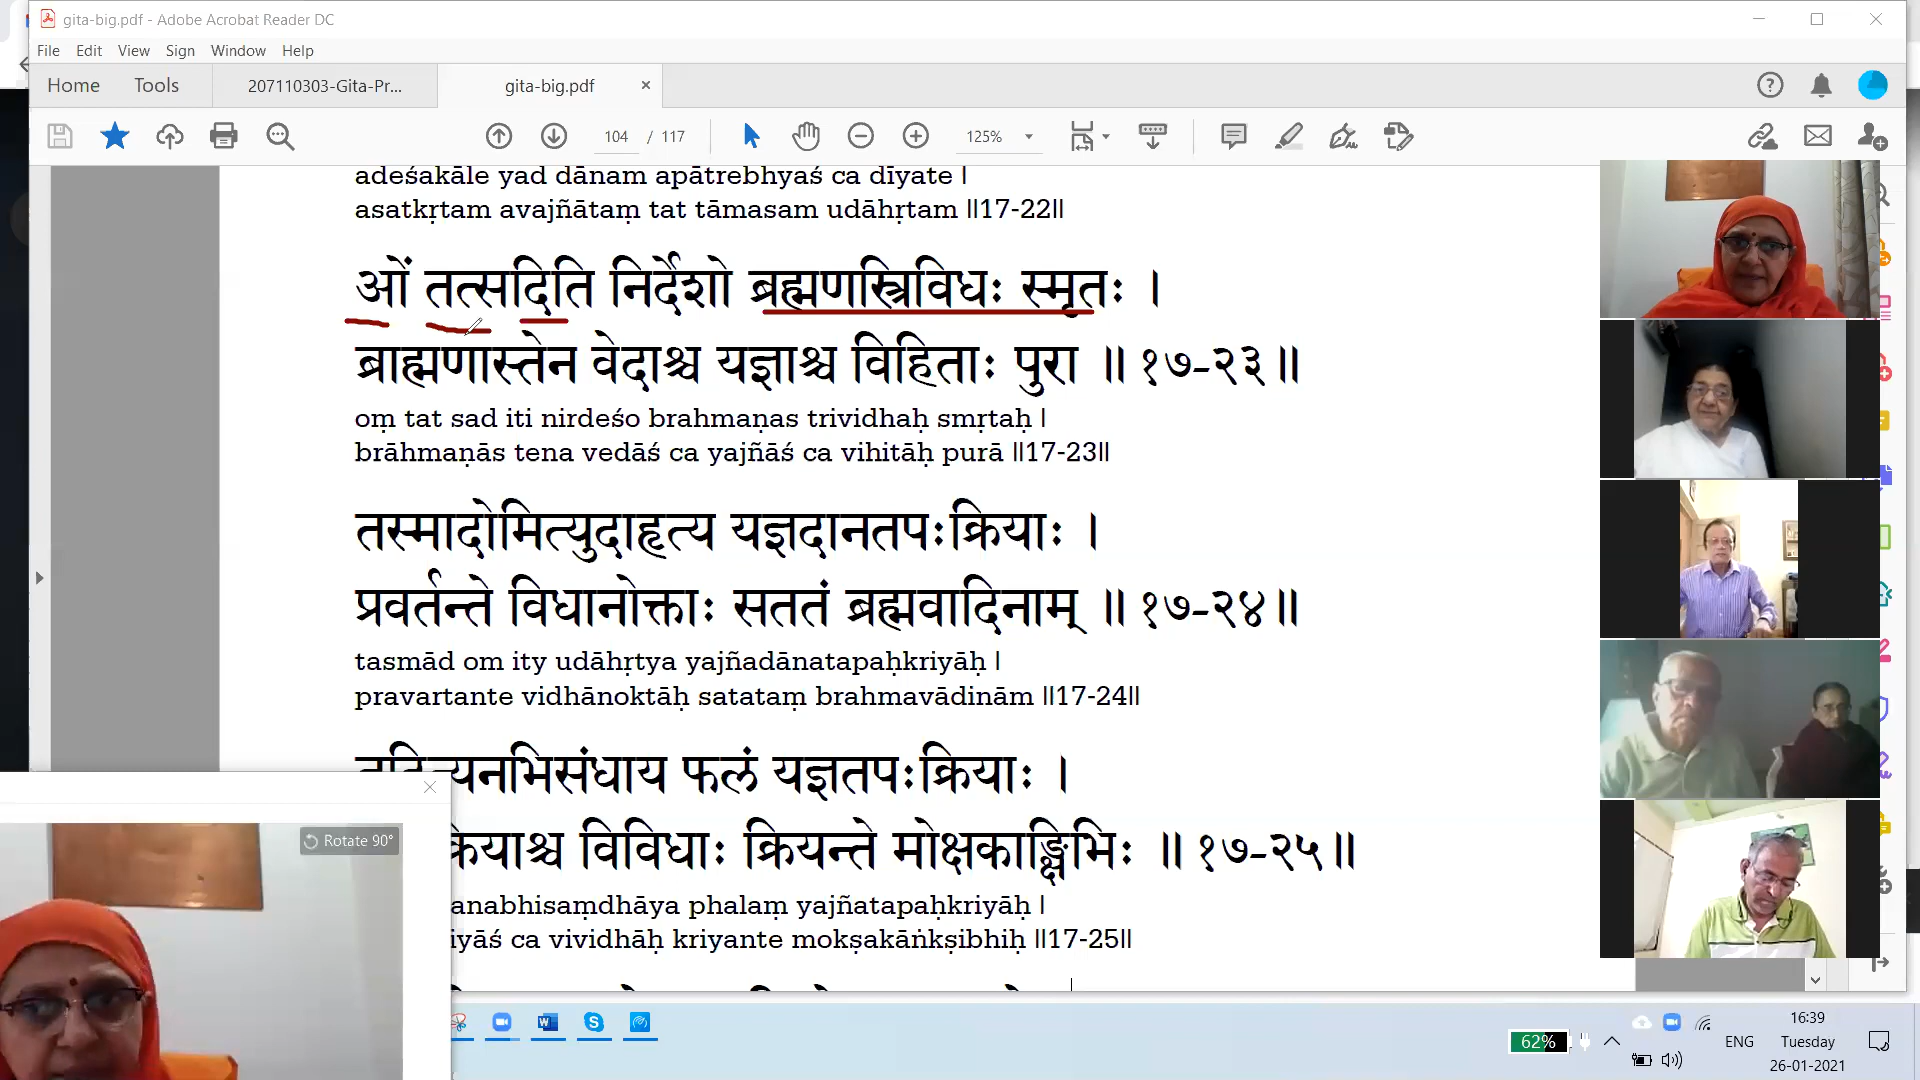 gita-big.pdf - Adobe Acrobat Reader DC
File Edit View Sign Window Help
Home Tools 207110303-Gita-Pr... gita-big.pdf
104 / 117 125%
adeśakāle yad dānam apātrebhyaś ca dīyate |
asatkṛtam avajñātaṃ tat tāmasam udāhṛtam ||17-22||
ओं तत्सदिति निर्देशो ब्रह्मणस्त्रिविधः स्मृतः ।
ब्राह्मणास्तेन वेदाश्च यज्ञाश्च विहिताः पुरा ॥ १७-२३॥
oṃ tat sad iti nirdeśo brahmaṇas trividhaḥ smṛtaḥ |
brāhmaṇās tena vedāś ca yajñāś ca vihitāḥ purā ||17-23||
तस्मादोमित्युदाहृत्य यज्ञदानतपःक्रियाः ।
प्रवर्तन्ते विधानोक्ताः सततं ब्रह्मवादिनाम् ॥ १७-२४॥
tasmād om ity udāhṛtya yajñadānatapaḥkriyāḥ |
pravartante vidhānoktāḥ satataṃ brahmavādinām ||17-24||
फलं यज्ञतपःक्रियाः ।
क्रियाश्च विविधाः क्रियन्ते मोक्षकाङ्क्षिभिः ॥ १७-२५॥
anabhisaṃdhāya phalaṃ yajñatapaḥkriyāḥ |
iyāś ca vividhāḥ kriyante mokṣakāṅkṣibhiḥ ||17-25||
Rotate 90°
62% ENG
16:39
Tuesday
26-01-2021